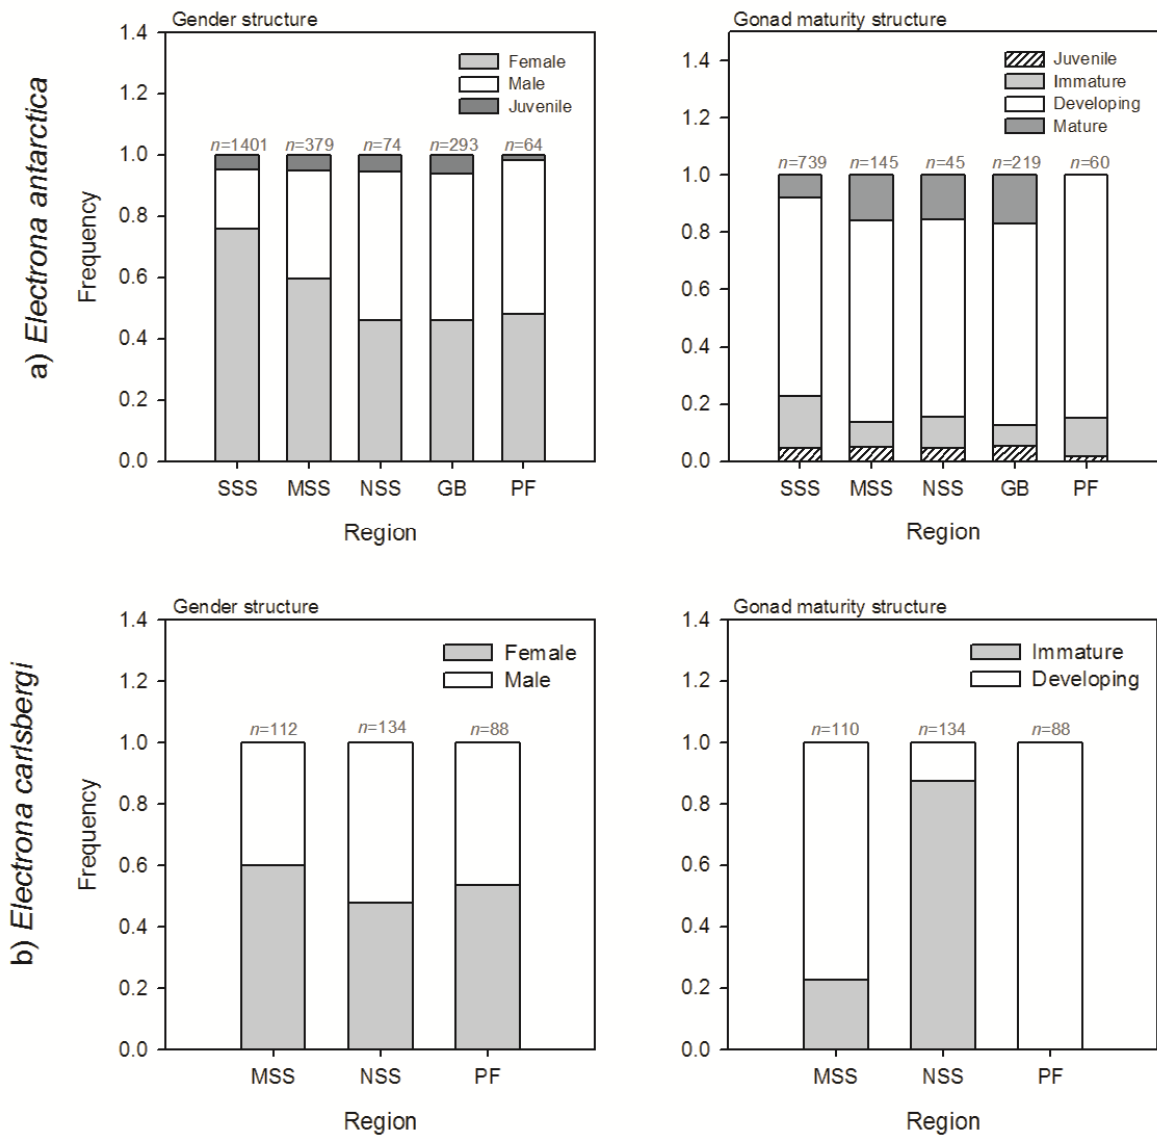 a) Electrona antarctica
Gender structure
Frequency
1.4
1.2
1.0
0.8
0.6
0.4
0.2
0.0
Female
Male
Juvenile
n=1401 n=379 n=74 n=293 n=64
SSS MSS NSS GB PF
Region
Gonad maturity structure
1.4
1.2
1.0
0.8
0.6
0.4
0.2
0.0
Juvenile
Immature
Developing
Mature
n=739 n=145 n=45 n=219 n=60
SSS MSS NSS GB PF
Region
b) Electrona carlsbergi
Gender structure
Frequency
1.4
1.2
1.0
0.8
0.6
0.4
0.2
0.0
Female
Male
n=112 n=134 n=88
MSS NSS PF
Region
Gonad maturity structure
1.4
1.2
1.0
0.8
0.6
0.4
0.2
0.0
Immature
Developing
n=110 n=134 n=88
MSS NSS PF
Region